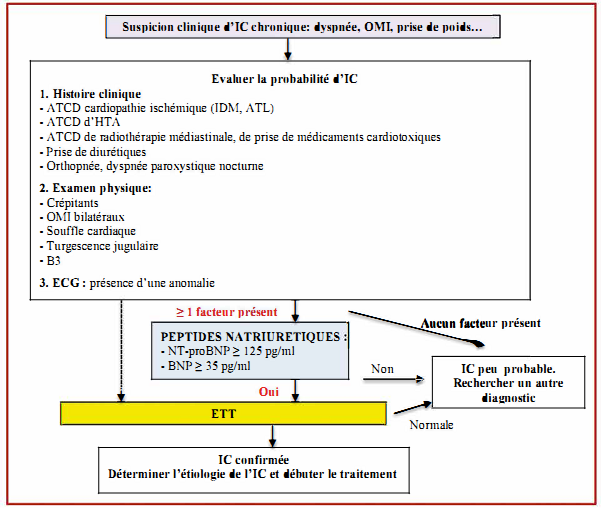 Suspicion clinique d'IC chronique: dyspnée, OMI, prise de poids…
Evaluer la probabilité d'IC
1. Histoire clinique
- ATCD cardiopathie ischémique (IDM, ATL)
- ATCD d'HTA
- ATCD de radiothérapie médiastinale, de prise de médicaments cardiotoxiques
- Prise de diurétiques
- Orthopnée, dyspnée paroxystique nocturne
2. Examen physique:
- Crépitants
- OMI bilatéraux
- Souffle cardiaque
- Turgescence jugulaire
- B3
3. ECG : présence d'une anomalie
≥ 1 facteur présent
Aucun facteur présent
PEPTIDES NATRIURETIQUES :
- NT-proBNP ≥ 125 pg/ml
- BNP ≥ 35 pg/ml
Non
IC peu probable.
Rechercher un autre
diagnostic
Oui
ETT
Normale
IC confirmée
Déterminer l'étiologie de l'IC et débuter le traitement